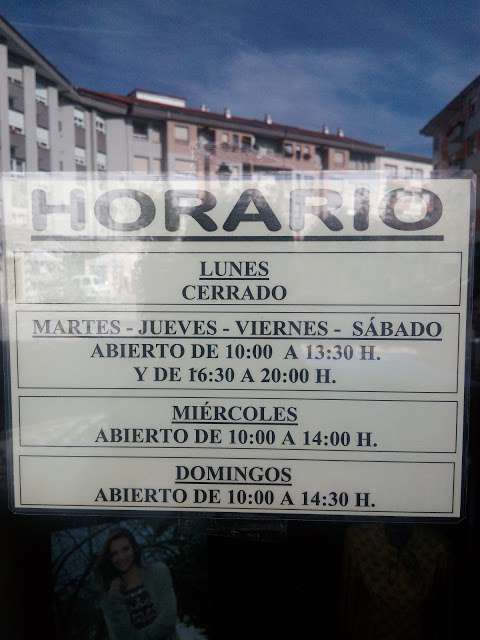 HORARIO
LUNES
CERRADO
MARTES - JUEVES - VIERNES - SÁBADO
ABIERTO DE 10:00 A 13:30 H.
Y DE 16:30 A 20:00 H.
MIÉRCOLES
ABIERTO DE 10:00 A 14:00 H.
DOMINGOS
ABIERTO DE 10:00 A 14:30 H.